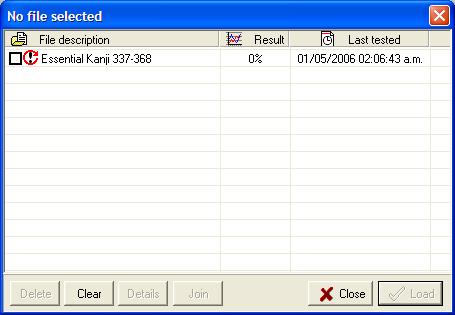 No file selected
File description Result Last tested
Essential Kanji 337-368 0% 01/05/2006 02:06:43 a.m.
Delete Clear Details Join Close Load